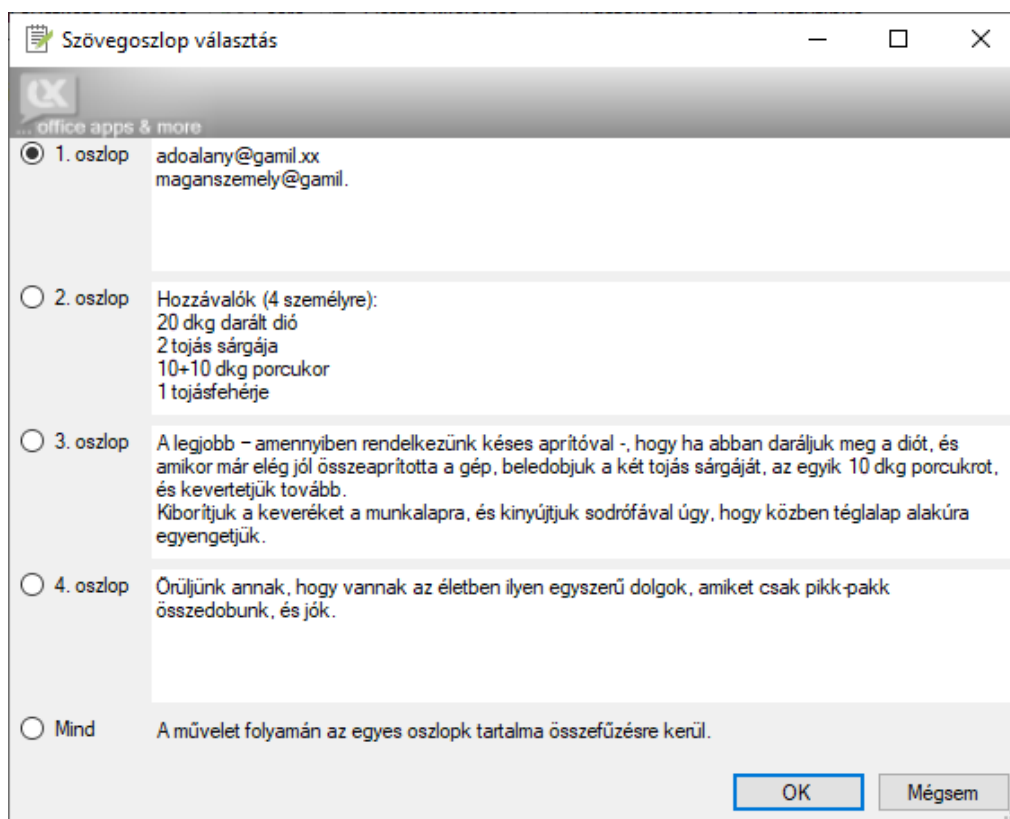 Szövegoszlop választás
... office apps & more
1. oszlop
adoalany@gamil.xx
maganszemely@gamil.
2. oszlop
Hozzávalók (4 személyre):
20 dkg darált dió
2 tojás sárgája
10+10 dkg porcukor
1 tojásfehérje
3. oszlop
A legjobb – amennyiben rendelkezünk késes aprítóval -, hogy ha abban daráljuk meg a diót, és
amikor már elég jól összeaprította a gép, beledobjuk a két tojás sárgáját, az egyik 10 dkg porcukrot,
és kevertetjük tovább.
Kiborítjuk a keveréket a munkalapra, és kinyújtjuk sodrófával úgy, hogy közben téglalap alakúra
egyengetjük.
4. oszlop
Örüljünk annak, hogy vannak az életben ilyen egyszerű dolgok, amiket csak pikk-pakk
összedobunk, és jók.
Mind
A művelet folyamán az egyes oszlopk tartalma összefűzésre kerül.
OK
Mégsem